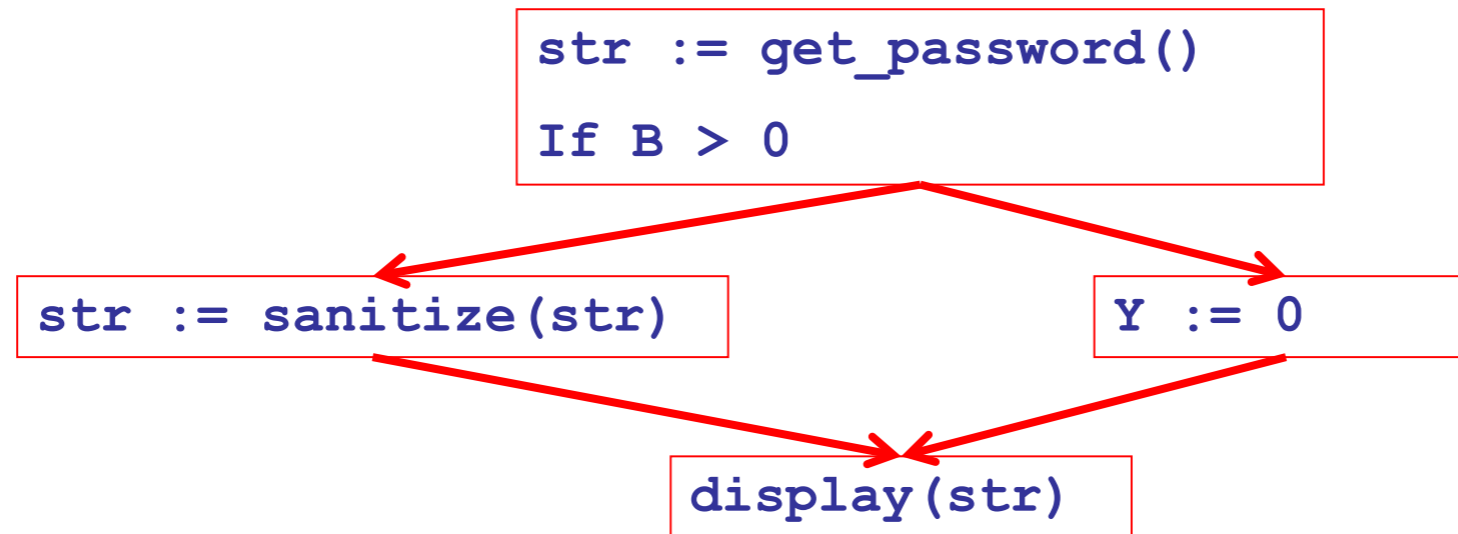 str := get_password()
If B > 0
str := sanitize(str)
Y := 0
display(str)